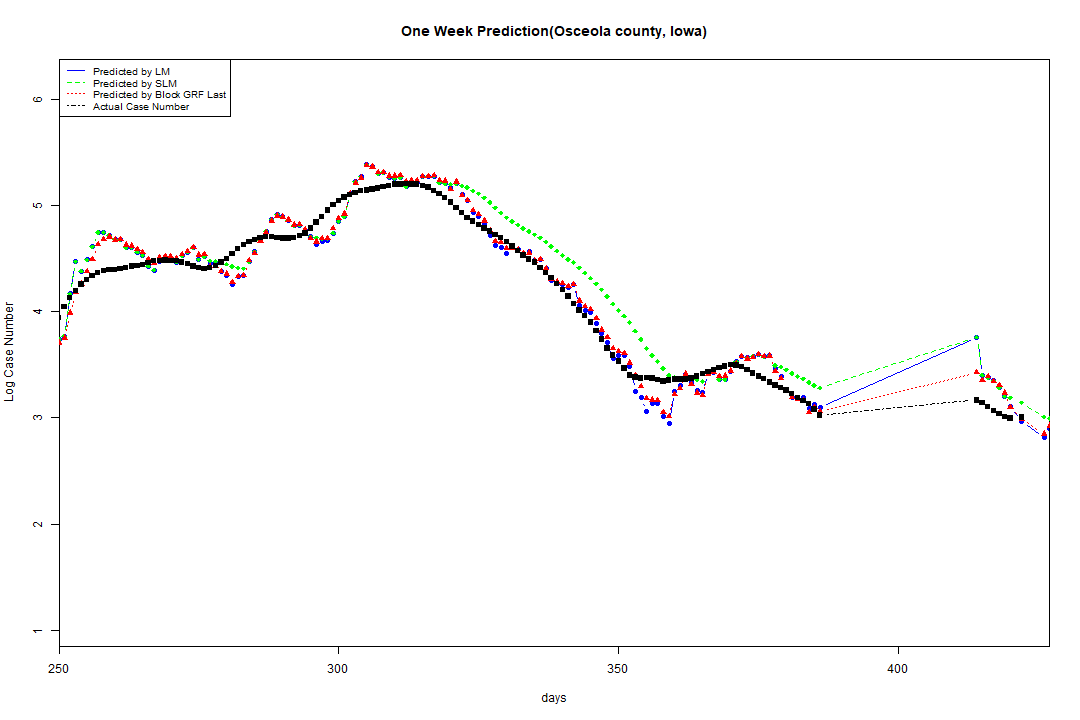 One Week Prediction(Osceola county, Iowa)
Predicted by LM
Predicted by SLM
Predicted by Block GRF Last
Actual Case Number
6
5
4
3
2
1
Log Case Number
250 300 350 400
days